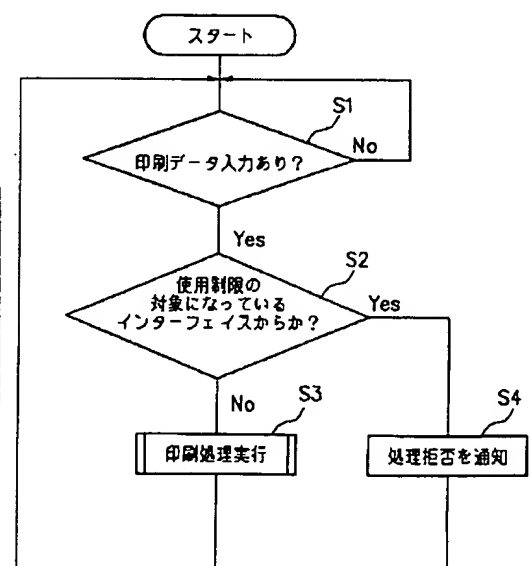 スタート
S1
印刷データ入力あり?
No
Yes
S2
使用制限の
対象になっている
インターフェイスからか?
Yes
No
S3
S4
印刷処理実行
処理拒否を通知